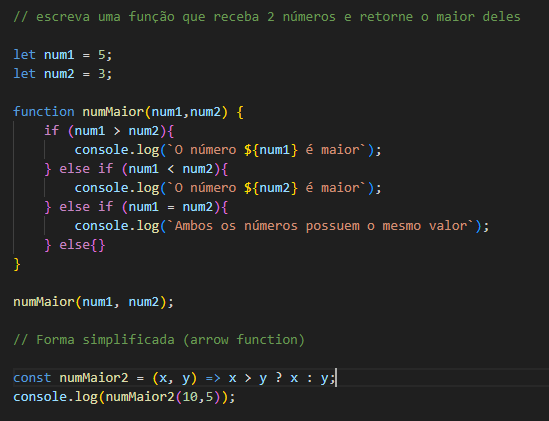 // escreva uma função que receba 2 números e retorne o maior deles
let num1 = 5;
let num2 = 3;
function numMaior(num1,num2) {
if (num1 > num2){
console.log(`O número ${num1} é maior`);
} else if (num1 < num2){
console.log(`O número ${num2} é maior`);
} else if (num1 = num2){
console.log(`Ambos os números possuem o mesmo valor`);
} else{}
}
numMaior(num1, num2);
// Forma simplificada (arrow function)
const numMaior2 = (x, y) => x > y ? x : y;
console.log(numMaior2(10,5));